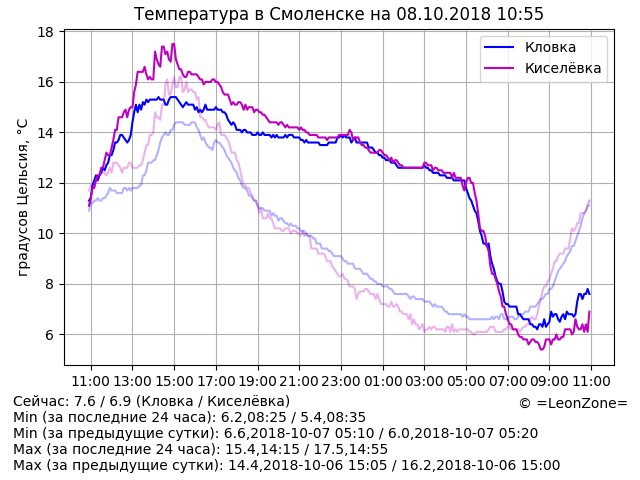 Температура в Смоленске на 08.10.2018 10:55
градусов Цельсия, °C
18
16
14
12
10
8
6
Кловка
Киселёвка
11:00 13:00 15:00 17:00 19:00 21:00 23:00 01:00 03:00 05:00 07:00 09:00 11:00
Сейчас: 7.6 / 6.9 (Кловка / Киселёвка)
© =LeonZone=
Min (за последние 24 часа): 6.2,08:25 / 5.4,08:35
Min (за предыдущие сутки): 6.6,2018-10-07 05:10 / 6.0,2018-10-07 05:20
Max (за последние 24 часа): 15.4,14:15 / 17.5,14:55
Max (за предыдущие сутки): 14.4,2018-10-06 15:05 / 16.2,2018-10-06 15:00